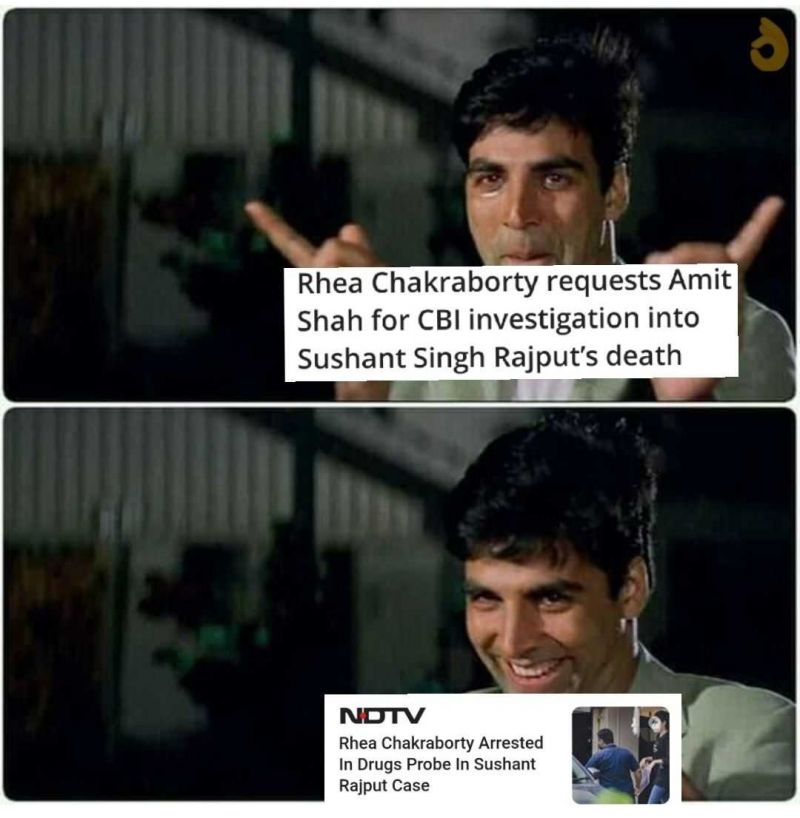 Rhea Chakraborty requests Amit
Shah for CBI investigation into
Sushant Singh Rajput's death
NDTV
Rhea Chakraborty Arrested
In Drugs Probe In Sushant
Rajput Case